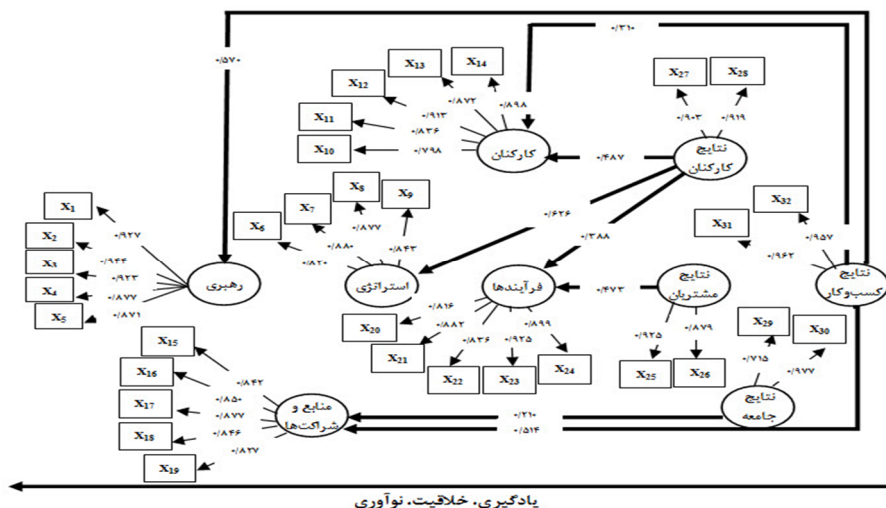 ۰/۵۷۰
۰/۳۱۰
X₁₄
X₁₃
X₁₂
X₁₁
X₁₀
۰/۸۹۸
۰/۸۷۲
۰/۹۱۳
۰/۸۳۶
۰/۷۹۸
کارکنان
X₂₇
X₂₈
۰/۹۰۳
۰/۹۱۹
نتایج
کارکنان
۰/۴۸۷
۰/۶۲۶
۰/۳۸۸
X₁
X₂
X₃
X₄
X₅
۰/۹۲۷
۰/۹۴۴
۰/۹۲۳
۰/۸۷۷
۰/۸۷۱
رهبری
X₆
X₇
X₈
X₉
۰/۸۲۰
۰/۸۸۰
۰/۸۷۷
۰/۸۴۳
استراتژی
فرآیندها
۰/۴۷۳
نتایج
مشتریان
X₃₂
X₃₁
۰/۹۵۷
۰/۹۶۲
نتایج
کسب‌وکار
X₂₀
X₂₁
X₂₂
X₂₃
X₂₄
۰/۸۱۶
۰/۸۸۲
۰/۸۳۶
۰/۹۲۵
۰/۸۹۹
X₂₅
X₂₆
۰/۹۲۵
۰/۸۷۹
X₂₉
X₃₀
۰/۷۱۵
۰/۹۷۷
نتایج
جامعه
X₁₅
X₁₆
X₁₇
X₁₈
X₁₉
۰/۸۴۲
۰/۸۵۰
۰/۸۷۷
۰/۸۴۶
۰/۸۲۷
منابع و
شراکت‌ها
۰/۲۱۰
۰/۵۱۴
یادگیری، خلاقیت، نوآوری